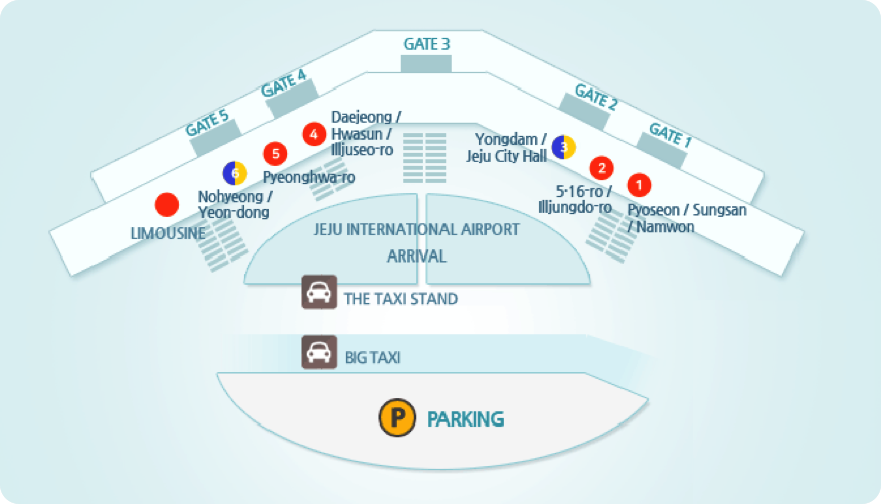 GATE 3
GATE 4
GATE 2
GATE 5
GATE 1
4
Daejeong /
Hwasun /
Illjuseo-ro
5
Pyeonghwa-ro
6
Nohyeong /
Yeon-dong
LIMOUSINE
Yongdam /
Jeju City Hall
3
2
5·16-ro /
Illjungdo-ro
1
Pyoseon / Sungsan
/ Namwon
JEJU INTERNATIONAL AIRPORT
ARRIVAL
THE TAXI STAND
BIG TAXI
P PARKING